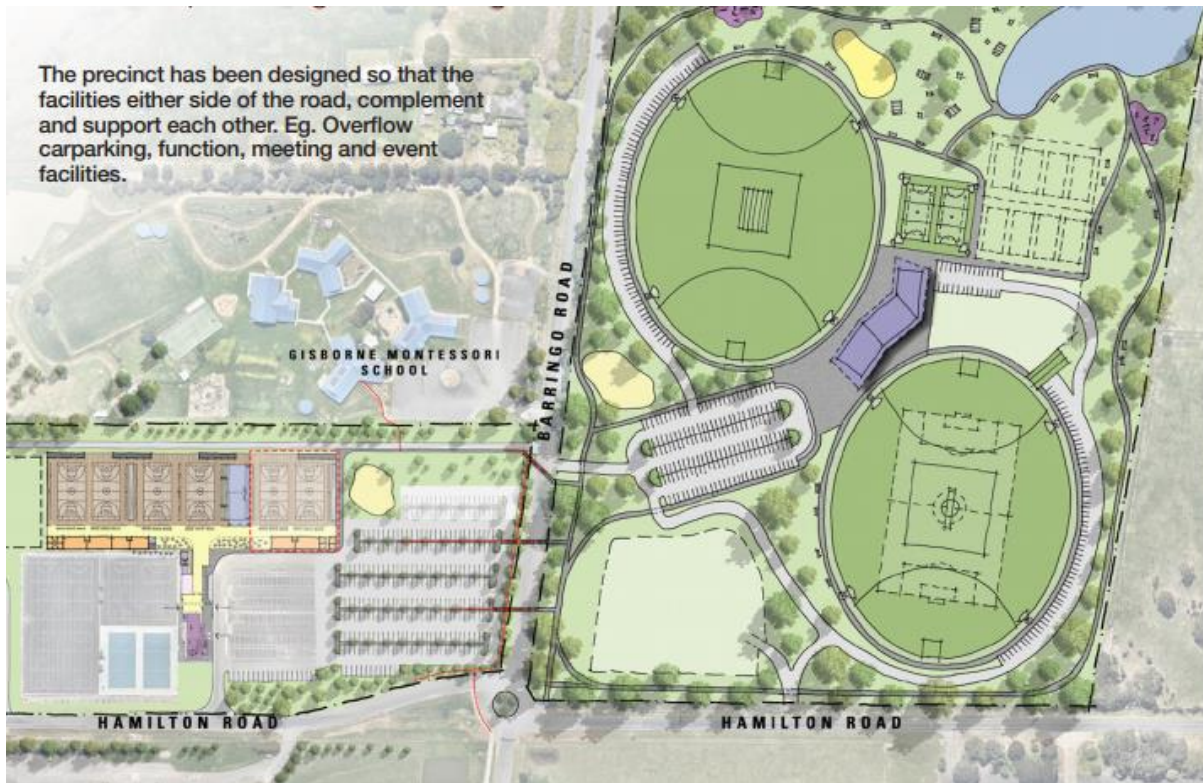 The precinct has been designed so that the
facilities either side of the road, complement
and support each other. Eg. Overflow
carparking, function, meeting and event
facilities.
GISBORNE MONTESSORI
SCHOOL
BARRINGO ROAD
HAMILTON ROAD
HAMILTON ROAD